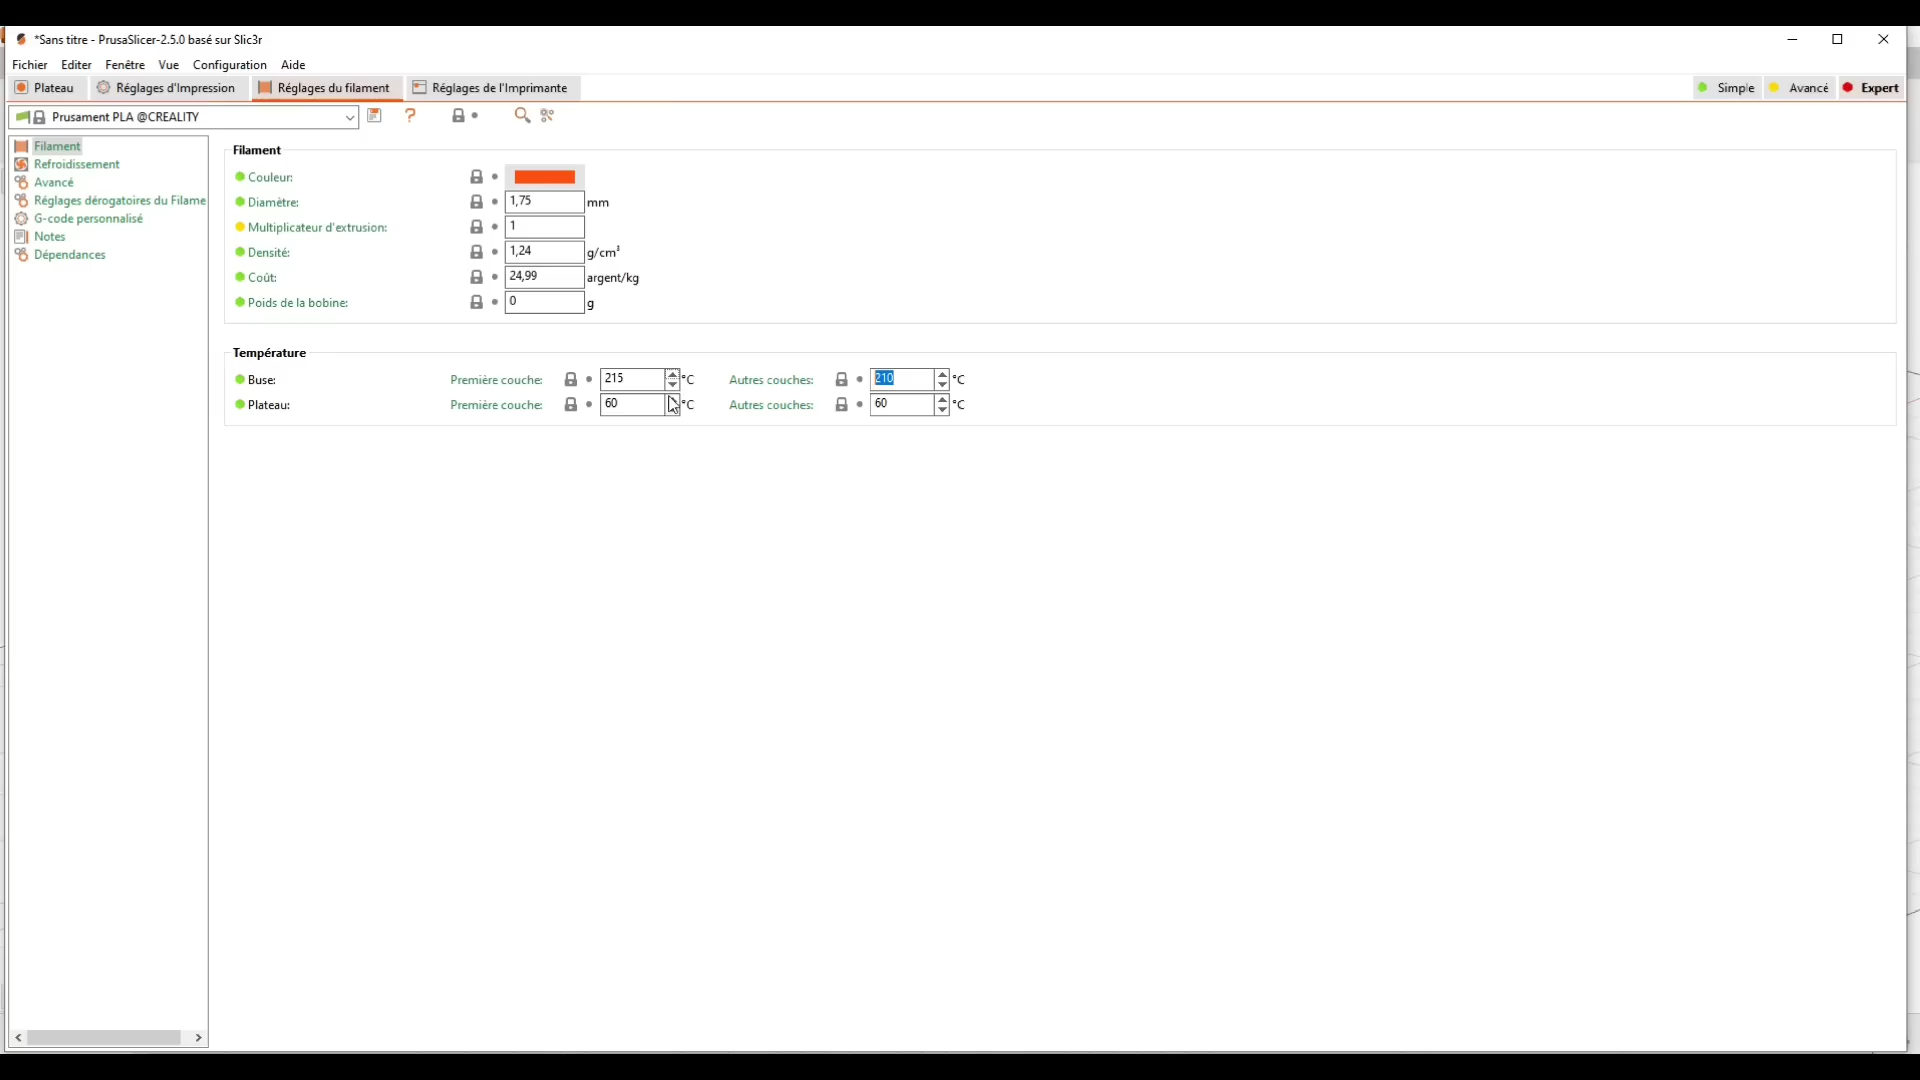 *Sans titre - PrusaSlicer-2.5.0 basé sur Slic3r
Fichier Editer Fenêtre Vue Configuration Aide
Plateau Réglages d'Impression Réglages du filament Réglages de l'Imprimante Simple Avancé Expert
Prusament PLA @CREALITY ?
Filament
Refroidissement
Avancé
Réglages dérogatoires du Filame
G-code personnalisé
Notes
Dépendances
Filament
Couleur:
Diamètre: 1,75 mm
Multiplicateur d'extrusion: 1
Densité: 1,24 g/cm³
Coût: 24,99 argent/kg
Poids de la bobine: 0 g
Température
Buse: Première couche: 215 °C Autres couches: 210 °C
Plateau: Première couche: 60 °C Autres couches: 60 °C